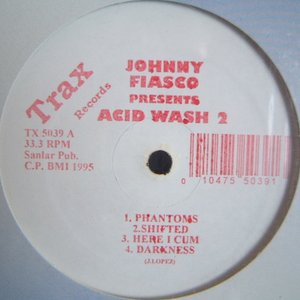 Trax
Records
JOHNNY
FIASCO
PRESENTS
ACID WASH 2
TX 5039 A
33.3 RPM
Sanlar Pub.
C.P. BMI 1995
0 10475 50391
1. PHANTOMS
2.SHIFTED
3. HERE I CUM
4. DARKNESS
(J.LOPEZ)